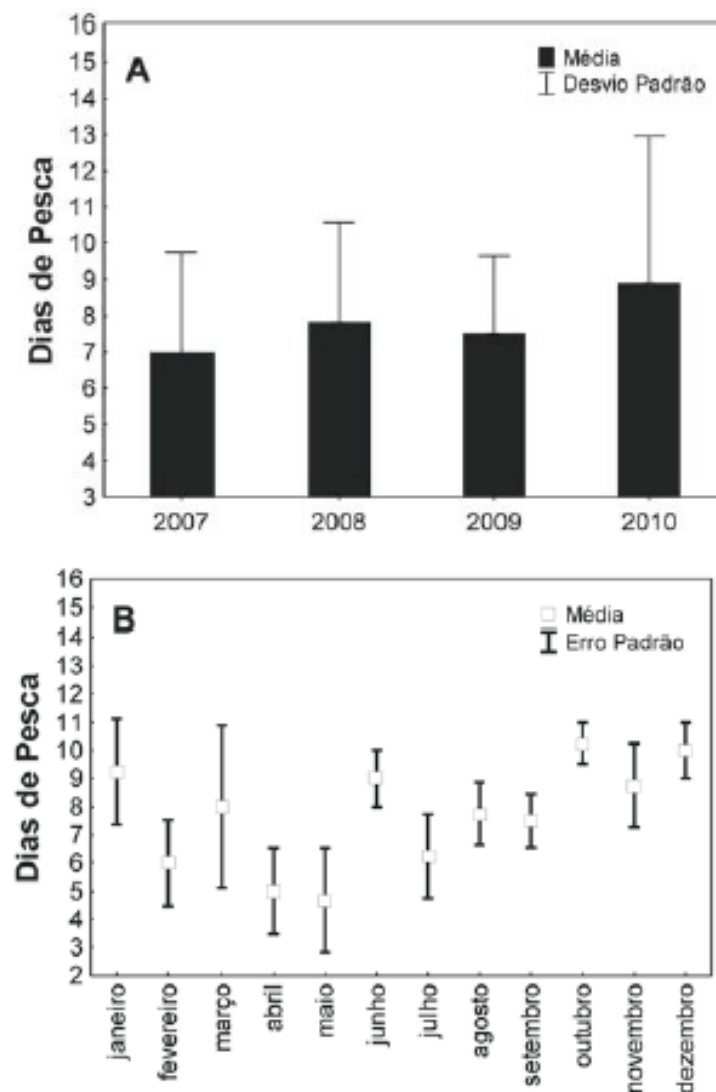 A
Média
Desvio Padrão
Dias de Pesca
16
15
14
13
12
11
10
9
8
7
6
5
4
3
2007 2008 2009 2010
B
Média
Erro Padrão
Dias de Pesca
16
15
14
13
12
11
10
9
8
7
6
5
4
3
2
janeiro
fevereiro
março
abril
maio
junho
julho
agosto
setembro
outubro
novembro
dezembro